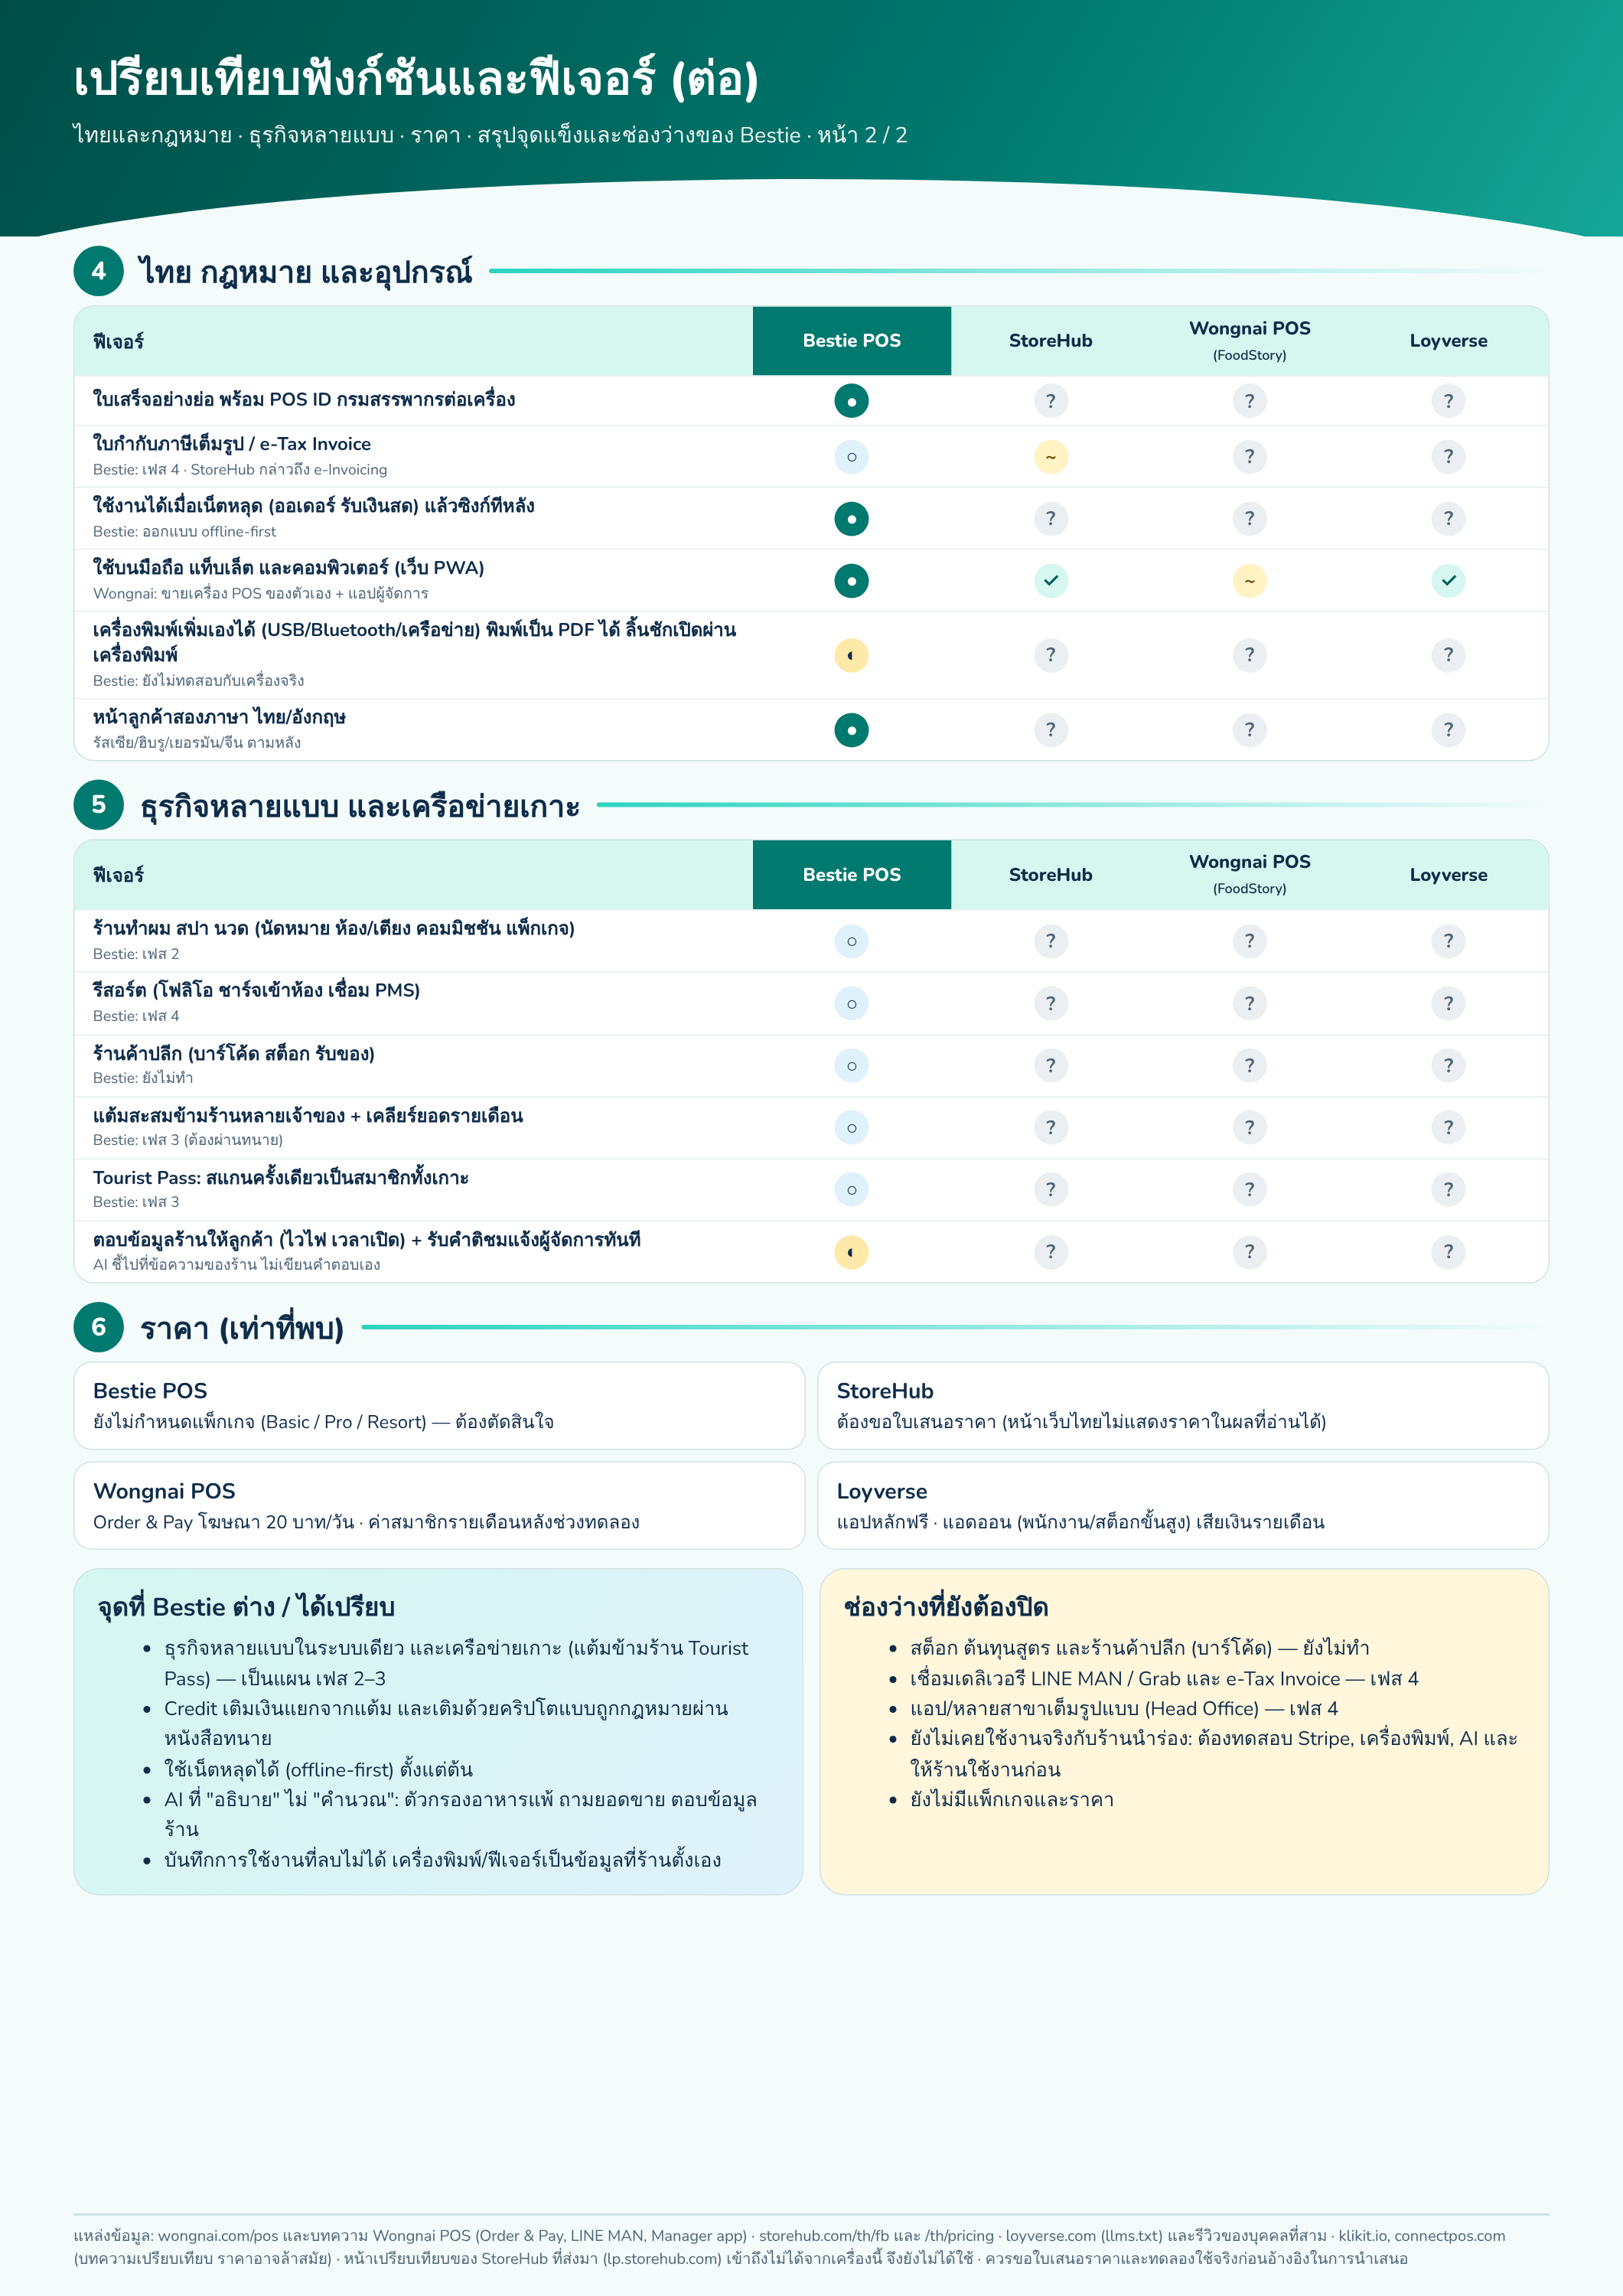 เปรียบเทียบฟังก์ชันและฟีเจอร์ (ต่อ)
ไทยและกฎหมาย · ธุรกิจหลายแบบ · ราคา · สรุปจุดแข็งและช่องว่างของ Bestie · หน้า 2 / 2
4 ไทย กฎหมาย และอุปกรณ์
ฟีเจอร์ Bestie POS StoreHub Wongnai POS (FoodStory) Loyverse
ใบเสร็จอย่างย่อ พร้อม POS ID กรมสรรพากรต่อเครื่อง ● ? ? ?
ใบกำกับภาษีเต็มรูป / e-Tax Invoice ○ ~ ? ?
Bestie: เฟส 4 · StoreHub กล่าวถึง e-Invoicing
ใช้งานได้เมื่อเน็ตหลุด (ออเดอร์ รับเงินสด) แล้วซิงก์ทีหลัง ● ? ? ?
Bestie: ออกแบบ offline-first
ใช้บนมือถือ แท็บเล็ต และคอมพิวเตอร์ (เว็บ PWA) ● ✓ ~ ✓
Wongnai: ขายเครื่อง POS ของตัวเอง + แอปผู้จัดการ
เครื่องพิมพ์เพิ่มเองได้ (USB/Bluetooth/เครือข่าย) พิมพ์เป็น PDF ได้ ลิ้นชักเปิดผ่าน
เครื่องพิมพ์ ◖ ? ? ?
Bestie: ยังไม่ทดสอบกับเครื่องจริง
หน้าลูกค้าสองภาษา ไทย/อังกฤษ ● ? ? ?
รัสเซีย/ฮิบรู/เยอรมัน/จีน ตามหลัง
5 ธุรกิจหลายแบบ และเครือข่ายเกาะ
ฟีเจอร์ Bestie POS StoreHub Wongnai POS (FoodStory) Loyverse
ร้านทำผม สปา นวด (นัดหมาย ห้อง/เตียง คอมมิชชัน แพ็กเกจ) ○ ? ? ?
Bestie: เฟส 2
รีสอร์ต (โฟลิโอ ชาร์จเข้าห้อง เชื่อม PMS) ○ ? ? ?
Bestie: เฟส 4
ร้านค้าปลีก (บาร์โค้ด สต็อก รับของ) ○ ? ? ?
Bestie: ยังไม่ทำ
แต้มสะสมข้ามร้านหลายเจ้าของ + เคลียร์ยอดรายเดือน ○ ? ? ?
Bestie: เฟส 3 (ต้องผ่านทนาย)
Tourist Pass: สแกนครั้งเดียวเป็นสมาชิกทั้งเกาะ ○ ? ? ?
Bestie: เฟส 3
ตอบข้อมูลร้านให้ลูกค้า (ไวไฟ เวลาเปิด) + รับคำติชมแจ้งผู้จัดการทันที ◖ ? ? ?
AI ชี้ไปที่ข้อความของร้าน ไม่เขียนคำตอบเอง
6 ราคา (เท่าที่พบ)
Bestie POS
ยังไม่กำหนดแพ็กเกจ (Basic / Pro / Resort) — ต้องตัดสินใจ
StoreHub
ต้องขอใบเสนอราคา (หน้าเว็บไทยไม่แสดงราคาในผลที่อ่านได้)
Wongnai POS
Order & Pay โฆษณา 20 บาท/วัน · ค่าสมาชิกรายเดือนหลังช่วงทดลอง
Loyverse
แอปหลักฟรี · แอดออน (พนักงาน/สต็อกขั้นสูง) เสียเงินรายเดือน
จุดที่ Bestie ต่าง / ได้เปรียบ
• ธุรกิจหลายแบบในระบบเดียว และเครือข่ายเกาะ (แต้มข้ามร้าน Tourist
Pass) — เป็นแผน เฟส 2–3
• Credit เติมเงินแยกจากแต้ม และเติมด้วยคริปโตแบบถูกกฎหมายผ่าน
หนังสือทนาย
• ใช้เน็ตหลุดได้ (offline-first) ตั้งแต่ต้น
• AI ที่ "อธิบาย" ไม่ "คำนวณ": ตัวกรองอาหารแพ้ ถามยอดขาย ตอบข้อมูล
ร้าน
• บันทึกการใช้งานที่ลบไม่ได้ เครื่องพิมพ์/ฟีเจอร์เป็นข้อมูลที่ร้านตั้งเอง
ช่องว่างที่ยังต้องปิด
• สต็อก ต้นทุนสูตร และร้านค้าปลีก (บาร์โค้ด) — ยังไม่ทำ
• เชื่อมเดลิเวอรี LINE MAN / Grab และ e-Tax Invoice — เฟส 4
• แอป/หลายสาขาเต็มรูปแบบ (Head Office) — เฟส 4
• ยังไม่เคยใช้งานจริงกับร้านนำร่อง: ต้องทดสอบ Stripe, เครื่องพิมพ์, AI และ
ให้ร้านใช้งานก่อน
• ยังไม่มีแพ็กเกจและราคา
แหล่งข้อมูล: wongnai.com/pos และบทความ Wongnai POS (Order & Pay, LINE MAN, Manager app) · storehub.com/th/fb และ /th/pricing · loyverse.com (llms.txt) และรีวิวของบุคคลที่สาม · klikit.io, connectpos.com
(บทความเปรียบเทียบ ราคาอาจล้าสมัย) · หน้าเปรียบเทียบของ StoreHub ที่ส่งมา (lp.storehub.com) เข้าถึงไม่ได้จากเครื่องนี้ จึงยังไม่ได้ใช้ · ควรขอใบเสนอราคาและทดลองใช้จริงก่อนอ้างอิงในการนำเสนอ